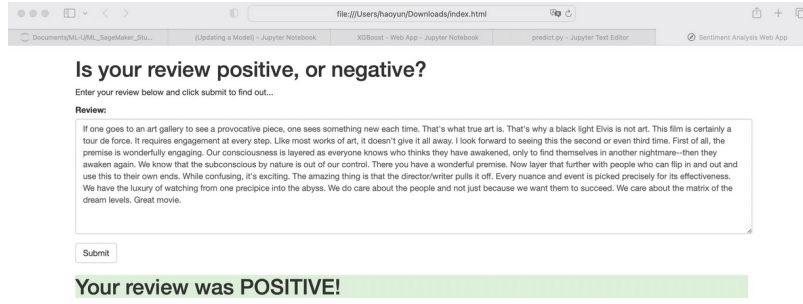 file:///Users/haoyun/Downloads/index.html
Documents/ML-U/ML_SageMaker_Stu...
(Updating a Model) - Jupyter Notebook
XGBoost - Web App - Jupyter Notebook
predict.py - Jupyter Text Editor
Sentiment Analysis Web App
Is your review positive, or negative?
Enter your review below and click submit to find out...
Review:
If one goes to an art gallery to see a provocative piece, one sees something new each time. That's what true art is. That's why a black light Elvis is not art. This film is certainly a
tour de force. It requires engagement at every step. Like most works of art, it doesn't give it all away. I look forward to seeing this the second or even third time. First of all, the
premise is wonderfully engaging. Our consciousness is layered as everyone knows who thinks they have awakened, only to find themselves in another nightmare--then they
awaken again. We know that the subconscious by nature is out of our control. There you have a wonderful premise. Now layer that further with people who can flip in and out and
use this to their own ends. While confusing, it's exciting. The amazing thing is that the director/writer pulls it off. Every nuance and event is picked precisely for its effectiveness.
We have the luxury of watching from one precipice into the abyss. We do care about the people and not just because we want them to succeed. We care about the matrix of the
dream levels. Great movie.
Submit
Your review was POSITIVE!